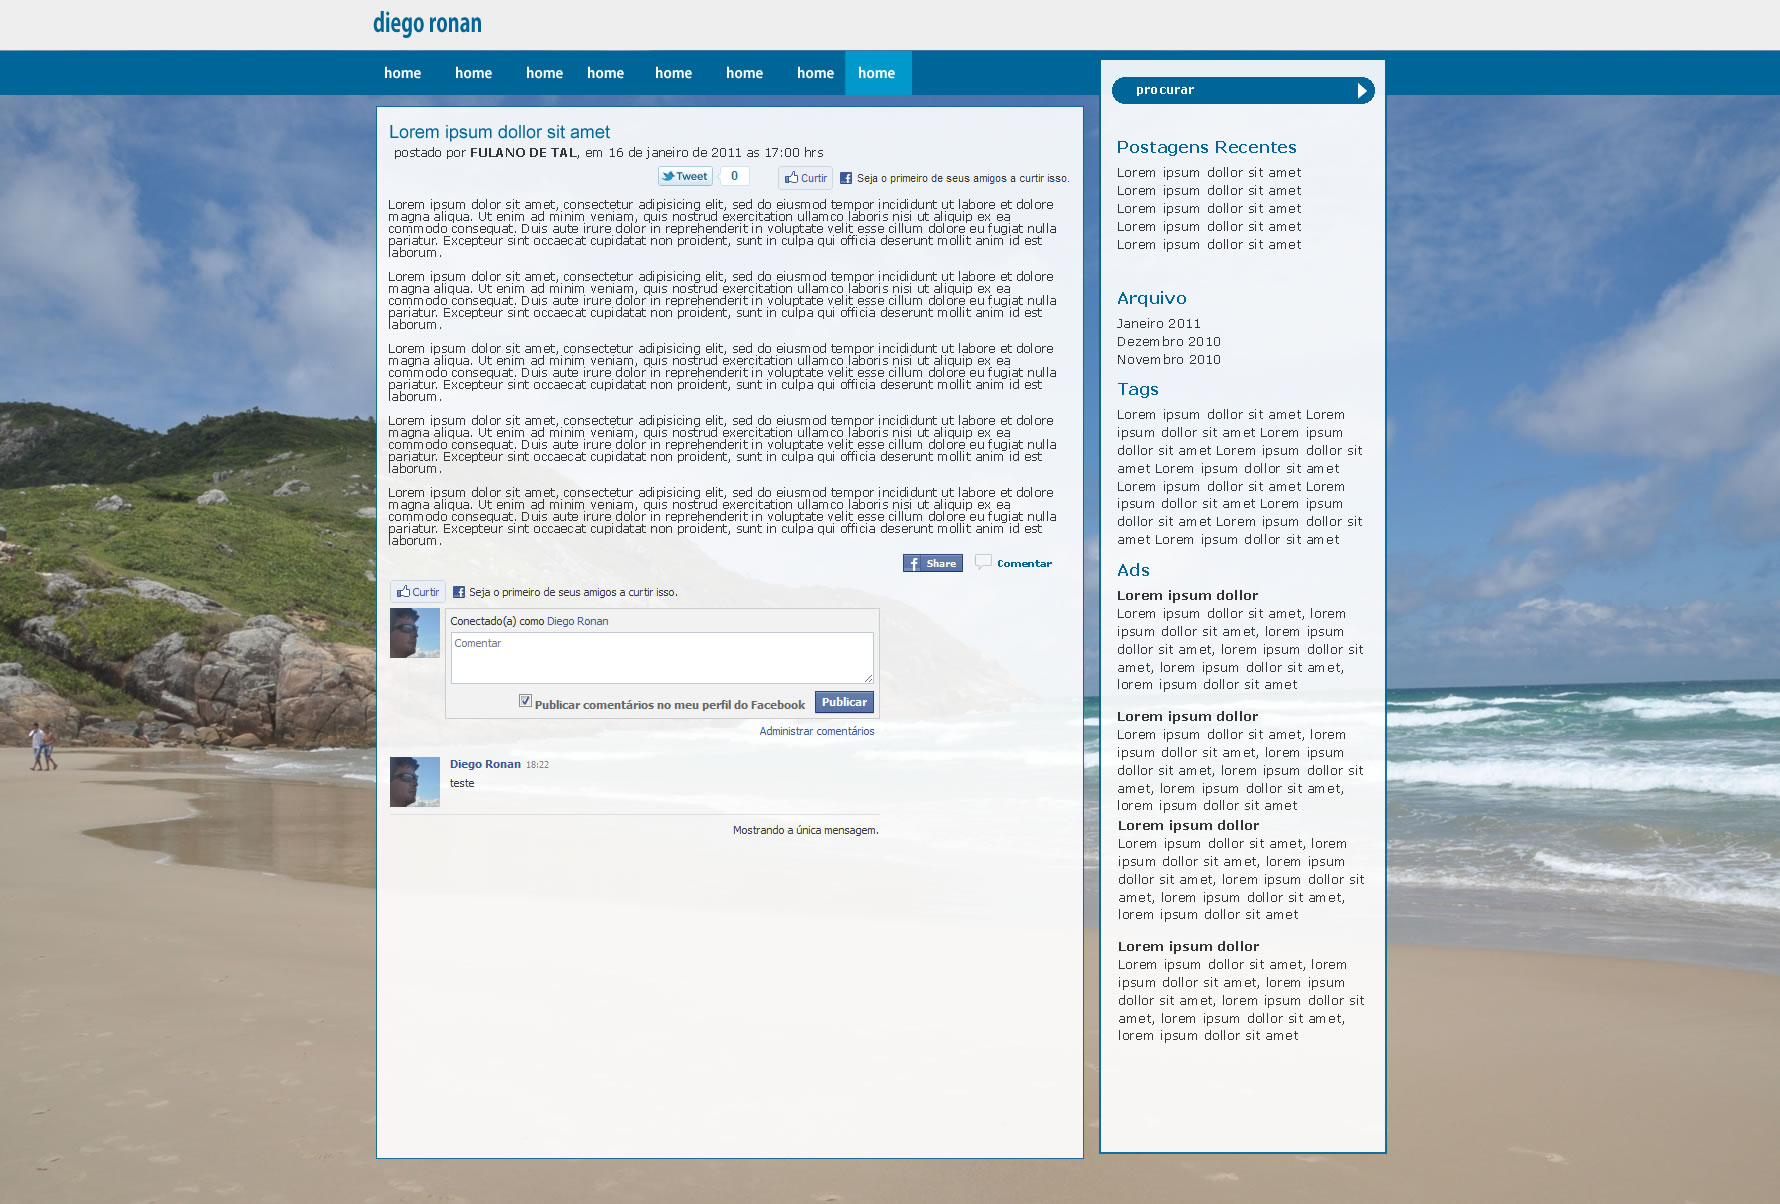 diego ronan
home home home home home home home home
Lorem ipsum dollor sit amet
postado por FULANO DE TAL, em 16 de janeiro de 2011 as 17:00 hrs
Tweet 0 Curtir Seja o primeiro de seus amigos a curtir isso.
Lorem ipsum dolor sit amet, consectetur adipisicing elit, sed do eiusmod tempor incididunt ut labore et dolore
magna aliqua. Ut enim ad minim veniam, quis nostrud exercitation ullamco laboris nisi ut aliquip ex ea
commodo consequat. Duis aute irure dolor in reprehenderit in voluptate velit esse cillum dolore eu fugiat nulla
pariatur. Excepteur sint occaecat cupidatat non proident, sunt in culpa qui officia deserunt mollit anim id est
laborum.
Lorem ipsum dolor sit amet, consectetur adipisicing elit, sed do eiusmod tempor incididunt ut labore et dolore
magna aliqua. Ut enim ad minim veniam, quis nostrud exercitation ullamco laboris nisi ut aliquip ex ea
commodo consequat. Duis aute irure dolor in reprehenderit in voluptate velit esse cillum dolore eu fugiat nulla
pariatur. Excepteur sint occaecat cupidatat non proident, sunt in culpa qui officia deserunt mollit anim id est
laborum.
Lorem ipsum dolor sit amet, consectetur adipisicing elit, sed do eiusmod tempor incididunt ut labore et dolore
magna aliqua. Ut enim ad minim veniam, quis nostrud exercitation ullamco laboris nisi ut aliquip ex ea
commodo consequat. Duis aute irure dolor in reprehenderit in voluptate velit esse cillum dolore eu fugiat nulla
pariatur. Excepteur sint occaecat cupidatat non proident, sunt in culpa qui officia deserunt mollit anim id est
laborum.
Lorem ipsum dolor sit amet, consectetur adipisicing elit, sed do eiusmod tempor incididunt ut labore et dolore
magna aliqua. Ut enim ad minim veniam, quis nostrud exercitation ullamco laboris nisi ut aliquip ex ea
commodo consequat. Duis aute irure dolor in reprehenderit in voluptate velit esse cillum dolore eu fugiat nulla
pariatur. Excepteur sint occaecat cupidatat non proident, sunt in culpa qui officia deserunt mollit anim id est
laborum.
Lorem ipsum dolor sit amet, consectetur adipisicing elit, sed do eiusmod tempor incididunt ut labore et dolore
magna aliqua. Ut enim ad minim veniam, quis nostrud exercitation ullamco laboris nisi ut aliquip ex ea
commodo consequat. Duis aute irure dolor in reprehenderit in voluptate velit esse cillum dolore eu fugiat nulla
pariatur. Excepteur sint occaecat cupidatat non proident, sunt in culpa qui officia deserunt mollit anim id est
laborum.
Share Comentar
Curtir Seja o primeiro de seus amigos a curtir isso.
Conectado(a) como Diego Ronan
Comentar
Publicar comentários no meu perfil do Facebook Publicar
Administrar comentários
Diego Ronan 18:22
teste
Mostrando a única mensagem.
procurar
Postagens Recentes
Lorem ipsum dollor sit amet
Lorem ipsum dollor sit amet
Lorem ipsum dollor sit amet
Lorem ipsum dollor sit amet
Lorem ipsum dollor sit amet
Arquivo
Janeiro 2011
Dezembro 2010
Novembro 2010
Tags
Lorem ipsum dollor sit amet Lorem
ipsum dollor sit amet Lorem ipsum
dollor sit amet Lorem ipsum dollor sit
amet Lorem ipsum dollor sit amet
Lorem ipsum dollor sit amet Lorem
ipsum dollor sit amet Lorem ipsum
dollor sit amet Lorem ipsum dollor sit
amet Lorem ipsum dollor sit amet
Ads
Lorem ipsum dollor
Lorem ipsum dollor sit amet, lorem
ipsum dollor sit amet, lorem ipsum
dollor sit amet, lorem ipsum dollor sit
amet, lorem ipsum dollor sit amet,
lorem ipsum dollor sit amet
Lorem ipsum dollor
Lorem ipsum dollor sit amet, lorem
ipsum dollor sit amet, lorem ipsum
dollor sit amet, lorem ipsum dollor sit
amet, lorem ipsum dollor sit amet,
lorem ipsum dollor sit amet
Lorem ipsum dollor
Lorem ipsum dollor sit amet, lorem
ipsum dollor sit amet, lorem ipsum
dollor sit amet, lorem ipsum dollor sit
amet, lorem ipsum dollor sit amet,
lorem ipsum dollor sit amet
Lorem ipsum dollor
Lorem ipsum dollor sit amet, lorem
ipsum dollor sit amet, lorem ipsum
dollor sit amet, lorem ipsum dollor sit
amet, lorem ipsum dollor sit amet,
lorem ipsum dollor sit amet